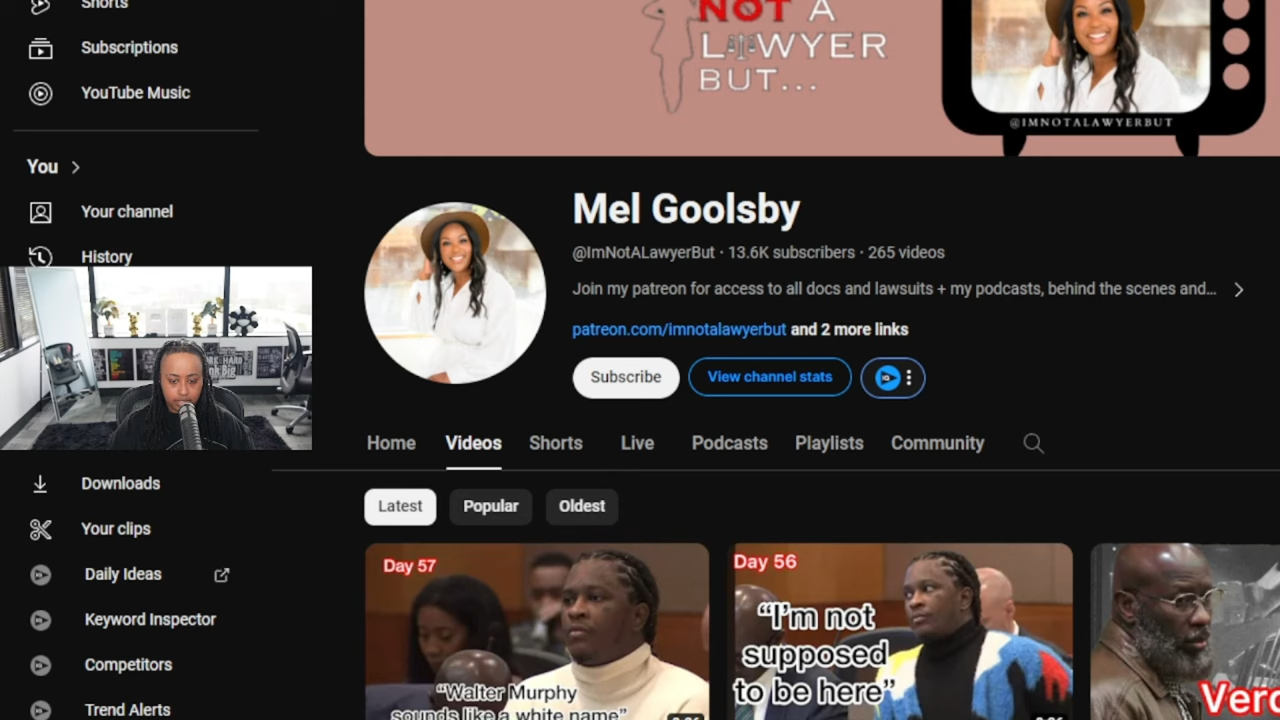 Shorts
Subscriptions
YouTube Music
You
Your channel
History
Downloads
Your clips
Daily Ideas
Keyword Inspector
Competitors
Trend Alerts
NOT A
LAWYER
BUT...
@IMNOTALAWYERBUT
Mel Goolsby
@ImNotALawyerBut · 13.6K subscribers · 265 videos
Join my patreon for access to all docs and lawsuits + my podcasts, behind the scenes and...
patreon.com/imnotalawyerbut and 2 more links
Subscribe
View channel stats
Home
Videos
Shorts
Live
Podcasts
Playlists
Community
Latest
Popular
Oldest
Day 57
"Walter Murphy
sounds like a white name"
Day 56
"I'm not
supposed
to be here"